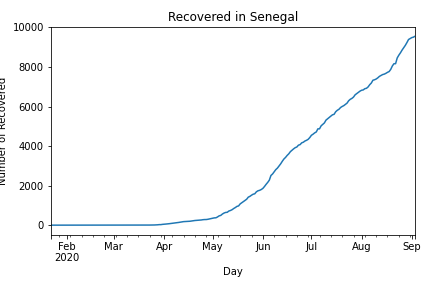 Recovered in Senegal
Number of Recovered
10000
8000
6000
4000
2000
0
Feb Mar Apr May Jun Jul Aug Sep
2020
Day